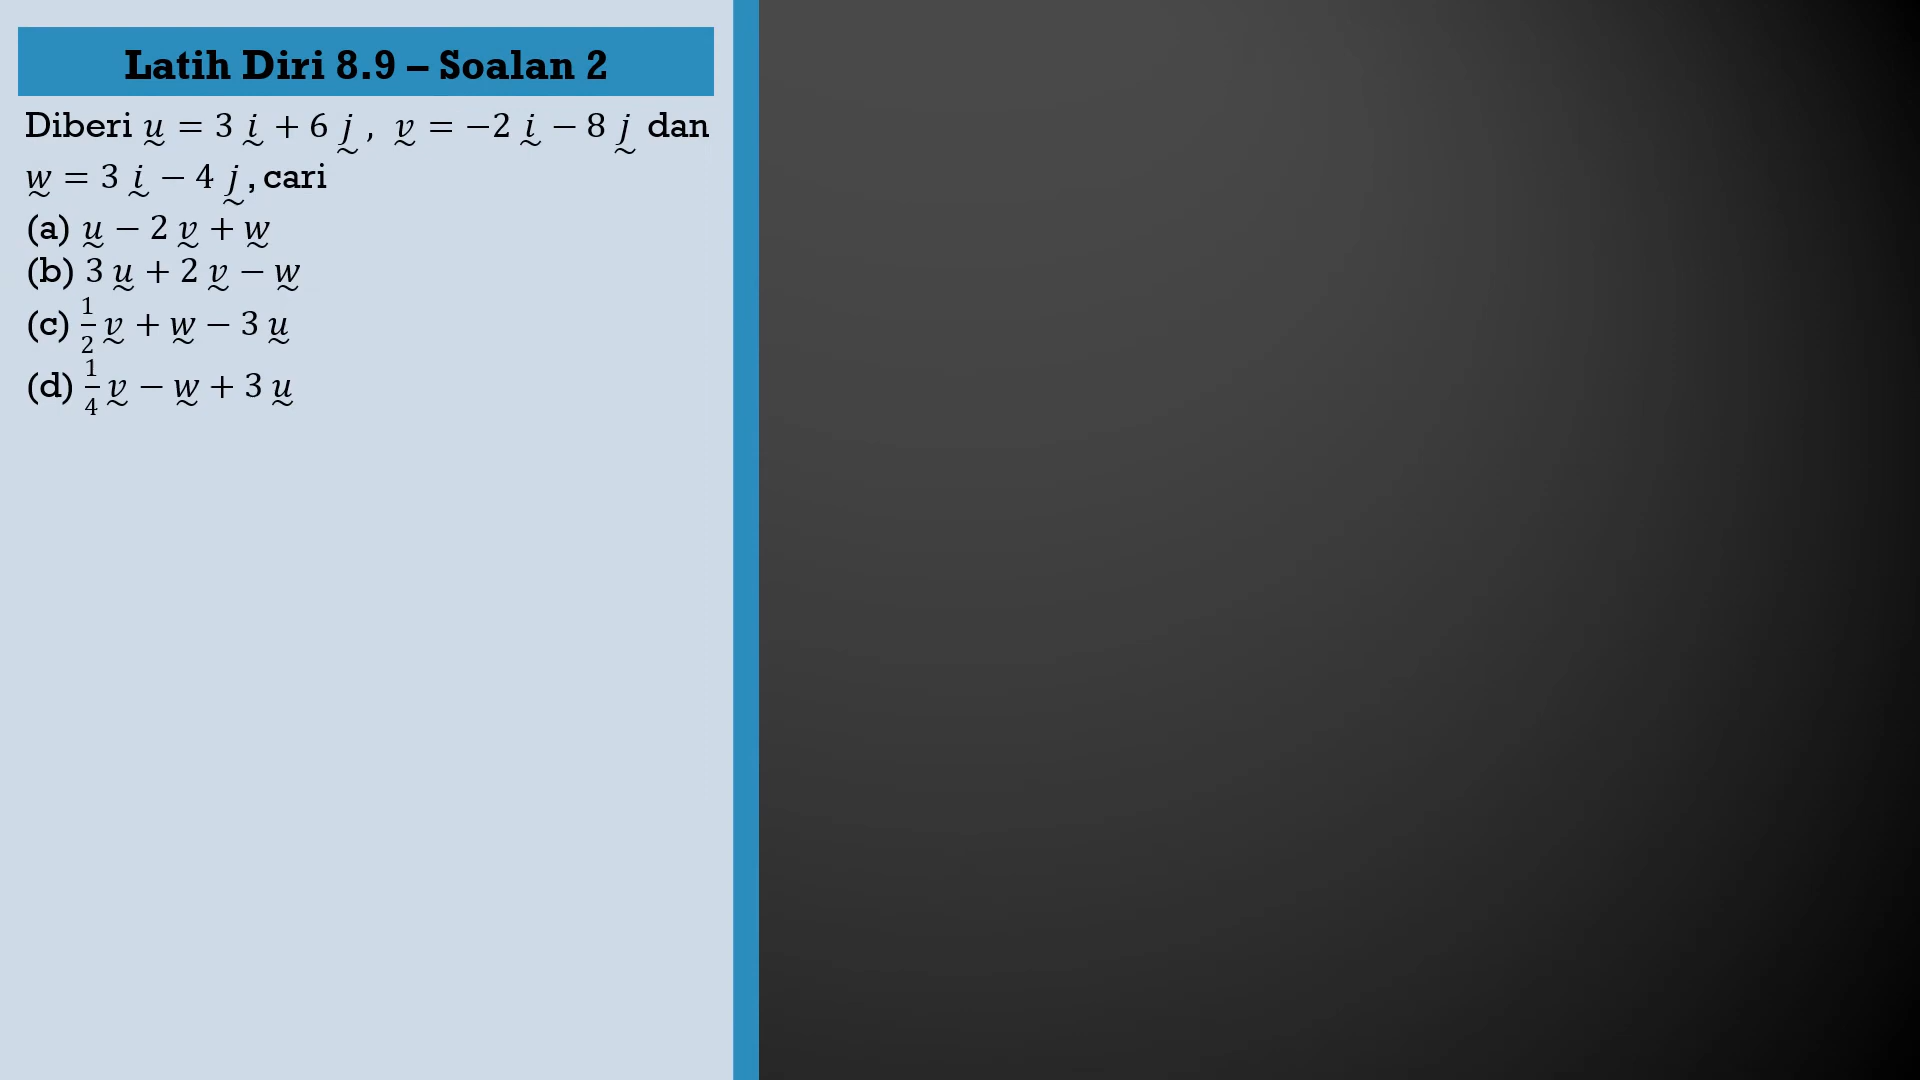 Latih Diri 8.9 – Soalan 2
Diberi ṵ = 3 ḭ + 6 j̰ , v̰ = −2 ḭ − 8 j̰ dan
w̰ = 3 ḭ − 4 j̰ , cari
(a) ṵ − 2 v̰ + w̰
(b) 3 ṵ + 2 v̰ − w̰
(c) 1/2 v̰ + w̰ − 3 ṵ
(d) 1/4 v̰ − w̰ + 3 ṵ